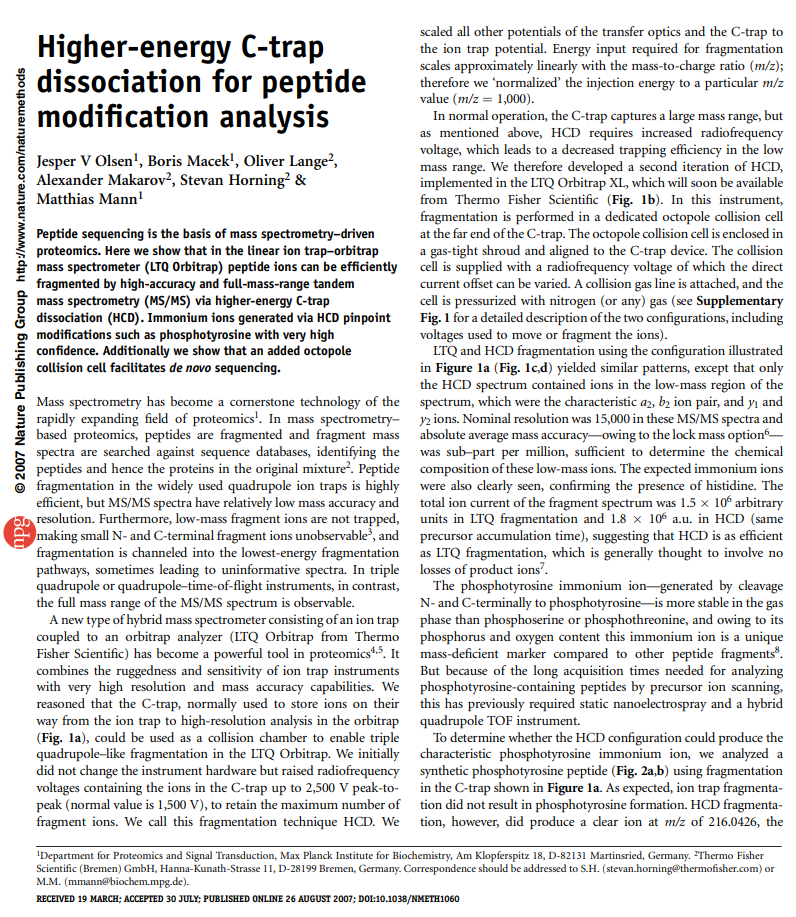 Higher-energy C-trap
dissociation for peptide
modification analysis
Jesper V Olsen1, Boris Macek1, Oliver Lange2,
Alexander Makarov2, Stevan Horning2 &
Matthias Mann1
Peptide sequencing is the basis of mass spectrometry–driven
proteomics. Here we show that in the linear ion trap–orbitrap
mass spectrometer (LTQ Orbitrap) peptide ions can be efficiently
fragmented by high-accuracy and full-mass-range tandem
mass spectrometry (MS/MS) via higher-energy C-trap
dissociation (HCD). Immonium ions generated via HCD pinpoint
modifications such as phosphotyrosine with very high
confidence. Additionally we show that an added octopole
collision cell facilitates de novo sequencing.
Mass spectrometry has become a cornerstone technology of the
rapidly expanding field of proteomics1. In mass spectrometry–
based proteomics, peptides are fragmented and fragment mass
spectra are searched against sequence databases, identifying the
peptides and hence the proteins in the original mixture2. Peptide
fragmentation in the widely used quadrupole ion traps is highly
efficient, but MS/MS spectra have relatively low mass accuracy and
resolution. Furthermore, low-mass fragment ions are not trapped,
making small N- and C-terminal fragment ions unobservable3, and
fragmentation is channeled into the lowest-energy fragmentation
pathways, sometimes leading to uninformative spectra. In triple
quadrupole or quadrupole–time-of-flight instruments, in contrast,
the full mass range of the MS/MS spectrum is observable.
A new type of hybrid mass spectrometer consisting of an ion trap
coupled to an orbitrap analyzer (LTQ Orbitrap from Thermo
Fisher Scientific) has become a powerful tool in proteomics4,5. It
combines the ruggedness and sensitivity of ion trap instruments
with very high resolution and mass accuracy capabilities. We
reasoned that the C-trap, normally used to store ions on their
way from the ion trap to high-resolution analysis in the orbitrap
(Fig. 1a), could be used as a collision chamber to enable triple
quadrupole–like fragmentation in the LTQ Orbitrap. We initially
did not change the instrument hardware but raised radiofrequency
voltages containing the ions in the C-trap up to 2,500 V peak-to-
peak (normal value is 1,500 V), to retain the maximum number of
fragment ions. We call this fragmentation technique HCD. We
scaled all other potentials of the transfer optics and the C-trap to
the ion trap potential. Energy input required for fragmentation
scales approximately linearly with the mass-to-charge ratio (m/z);
therefore we ‘normalized’ the injection energy to a particular m/z
value (m/z = 1,000).
In normal operation, the C-trap captures a large mass range, but
as mentioned above, HCD requires increased radiofrequency
voltage, which leads to a decreased trapping efficiency in the low
mass range. We therefore developed a second iteration of HCD,
implemented in the LTQ Orbitrap XL, which will soon be available
from Thermo Fisher Scientific (Fig. 1b). In this instrument,
fragmentation is performed in a dedicated octopole collision cell
at the far end of the C-trap. The octopole collision cell is enclosed in
a gas-tight shroud and aligned to the C-trap device. The collision
cell is supplied with a radiofrequency voltage of which the direct
current offset can be varied. A collision gas line is attached, and the
cell is pressurized with nitrogen (or any) gas (see Supplementary
Fig. 1 for a detailed description of the two configurations, including
voltages used to move or fragment the ions).
LTQ and HCD fragmentation using the configuration illustrated
in Figure 1a (Fig. 1c,d) yielded similar patterns, except that only
the HCD spectrum contained ions in the low-mass region of the
spectrum, which were the characteristic a2, b2 ion pair, and y1 and
y2 ions. Nominal resolution was 15,000 in these MS/MS spectra and
absolute average mass accuracy—owing to the lock mass option6—
was sub–part per million, sufficient to determine the chemical
composition of these low-mass ions. The expected immonium ions
were also clearly seen, confirming the presence of histidine. The
total ion current of the fragment spectrum was 1.5 × 10⁶ arbitrary
units in LTQ fragmentation and 1.8 × 10⁶ a.u. in HCD (same
precursor accumulation time), suggesting that HCD is as efficient
as LTQ fragmentation, which is generally thought to involve no
losses of product ions7.
The phosphotyrosine immonium ion—generated by cleavage
N- and C-terminally to phosphotyrosine—is more stable in the gas
phase than phosphoserine or phosphothreonine, and owing to its
phosphorus and oxygen content this immonium ion is a unique
mass-deficient marker compared to other peptide fragments8.
But because of the long acquisition times needed for analyzing
phosphotyrosine-containing peptides by precursor ion scanning,
this has previously required static nanoelectrospray and a hybrid
quadrupole TOF instrument.
To determine whether the HCD configuration could produce the
characteristic phosphotyrosine immonium ion, we analyzed a
synthetic phosphotyrosine peptide (Fig. 2a,b) using fragmentation
in the C-trap shown in Figure 1a. As expected, ion trap fragmenta-
tion did not result in phosphotyrosine formation. HCD fragmenta-
tion, however, did produce a clear ion at m/z of 216.0426, the
1Department for Proteomics and Signal Transduction, Max Planck Institute for Biochemistry, Am Klopferspitz 18, D-82131 Martinsried, Germany. 2Thermo Fisher
Scientific (Bremen) GmbH, Hanna-Kunath-Strasse 11, D-28199 Bremen, Germany. Correspondence should be addressed to S.H. (stevan.horning@thermofisher.com) or
M.M. (mmann@biochem.mpg.de).
RECEIVED 19 MARCH; ACCEPTED 30 JULY; PUBLISHED ONLINE 26 AUGUST 2007; DOI:10.1038/NMETH1060
© 2007 Nature Publishing Group http://www.nature.com/naturemethods
npg